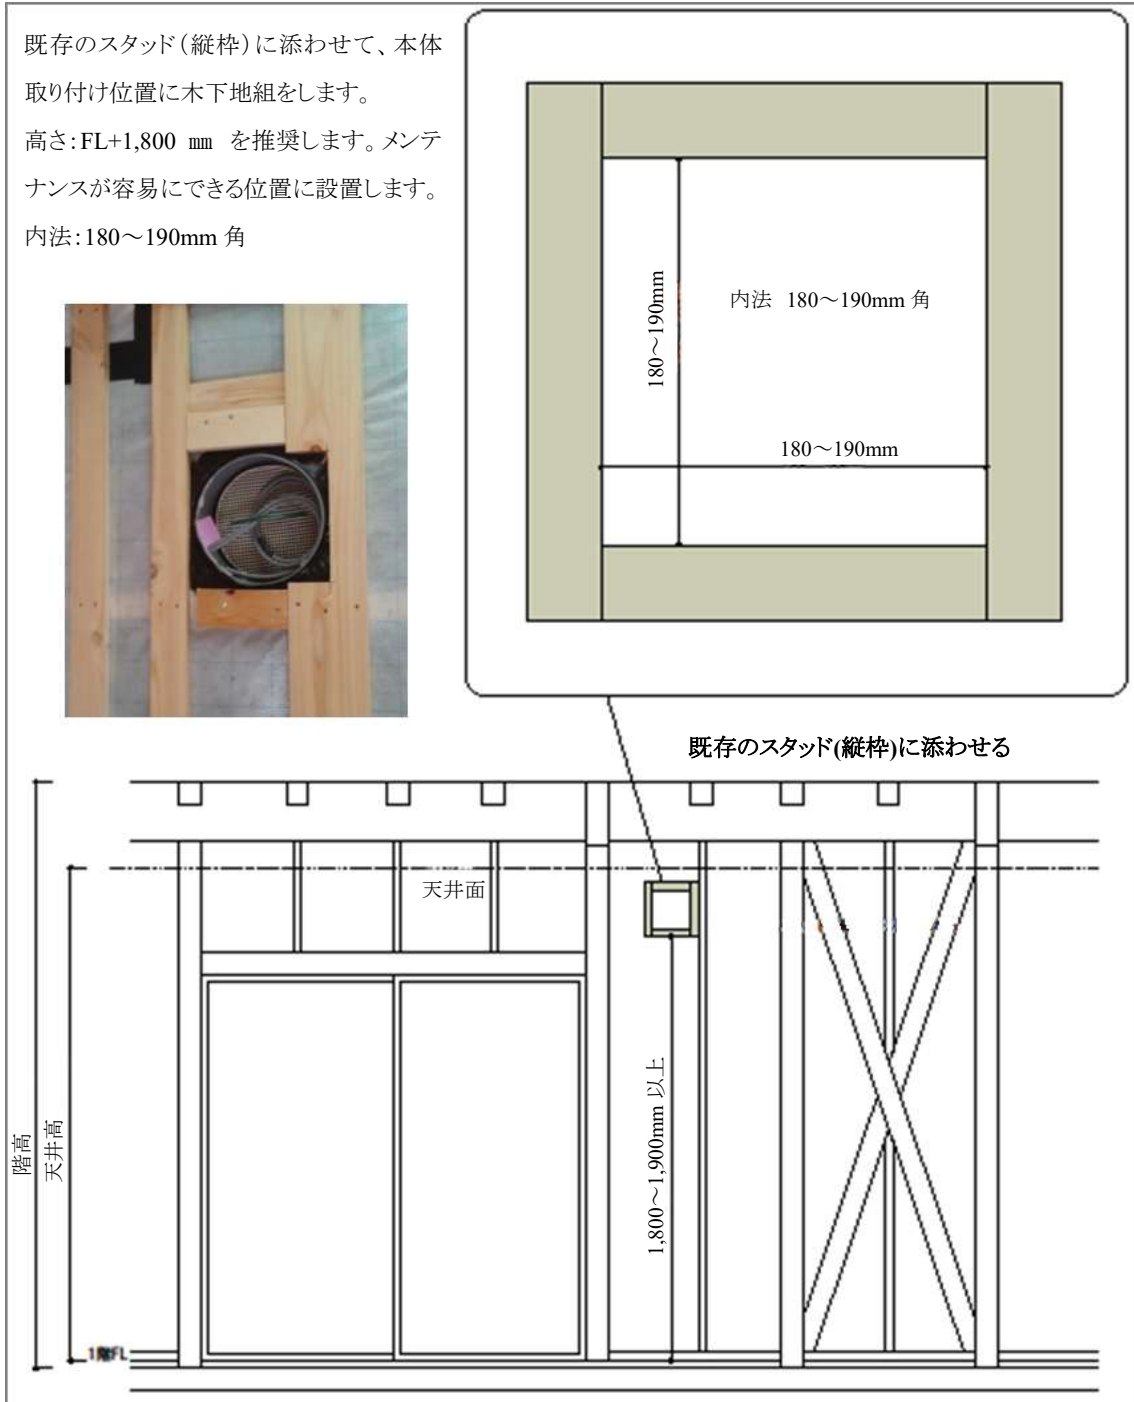 既存のスタッド（縦枠）に添わせて、本体
取り付け位置に木下地組をします。
高さ：FL+1,800 ㎜ を推奨します。メンテ
ナンスが容易にできる位置に設置します。
内法：180～190mm 角
180～190mm
内法 180～190mm 角
180～190mm
既存のスタッド(縦枠)に添わせる
天井面
階高
天井高
1,800～1,900mm 以上
1階FL